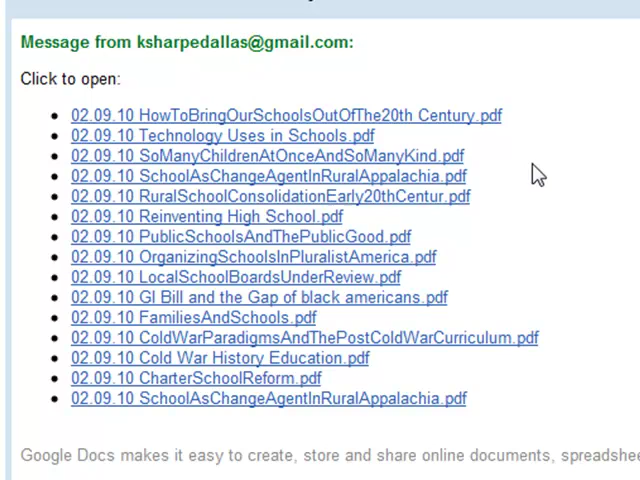 Message from ksharpedallas@gmail.com:
Click to open:
02.09.10 HowToBringOurSchoolsOutOfThe20th Century.pdf
02.09.10 Technology Uses in Schools.pdf
02.09.10 SoManyChildrenAtOnceAndSoManyKind.pdf
02.09.10 SchoolAsChangeAgentInRuralAppalachia.pdf
02.09.10 RuralSchoolConsolidationEarly20thCentur.pdf
02.09.10 Reinventing High School.pdf
02.09.10 PublicSchoolsAndThePublicGood.pdf
02.09.10 OrganizingSchoolsInPluralistAmerica.pdf
02.09.10 LocalSchoolBoardsUnderReview.pdf
02.09.10 GI Bill and the Gap of black americans.pdf
02.09.10 FamiliesAndSchools.pdf
02.09.10 ColdWarParadigmsAndThePostColdWarCurriculum.pdf
02.09.10 Cold War History Education.pdf
02.09.10 CharterSchoolReform.pdf
02.09.10 SchoolAsChangeAgentInRuralAppalachia.pdf
Google Docs makes it easy to create, store and share online documents, spreadshee